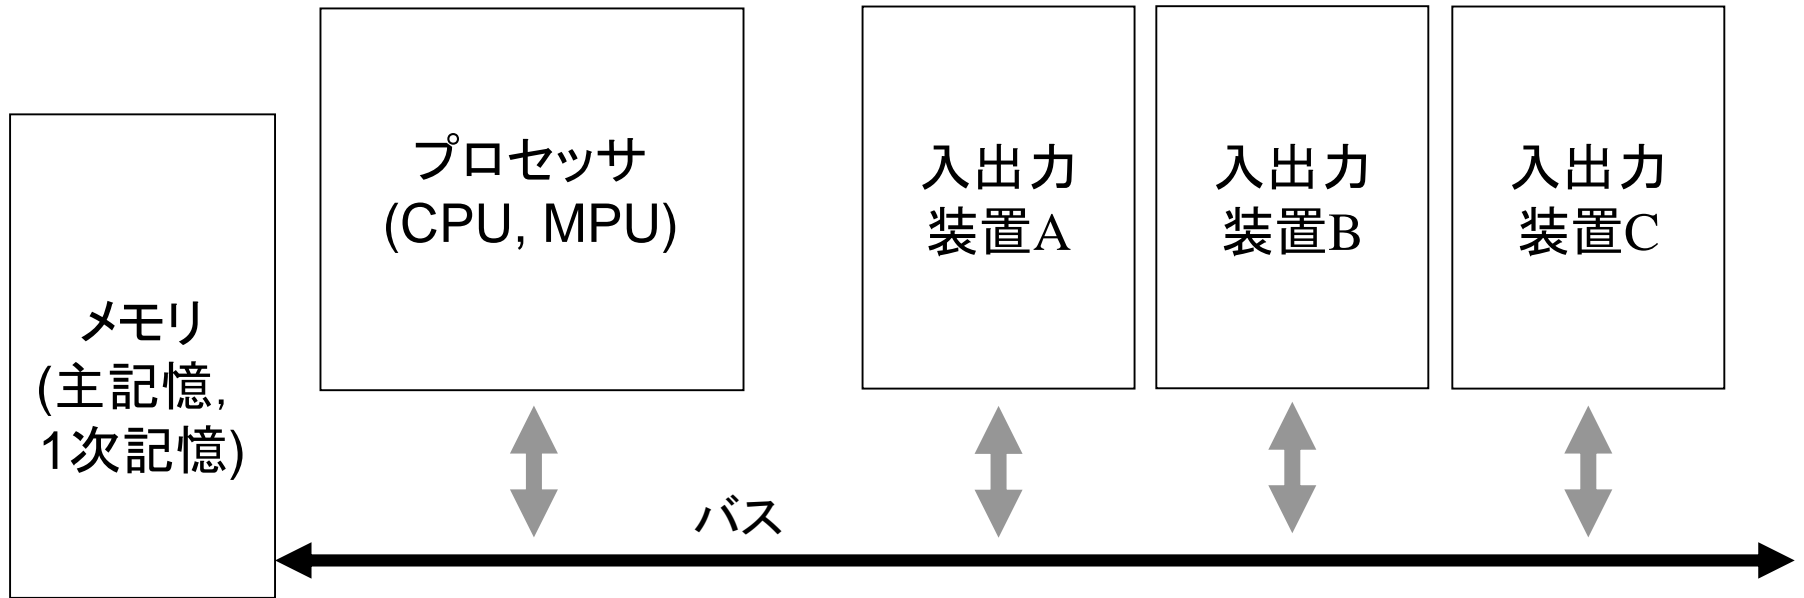 プロセッサ
(CPU, MPU)
入出力
装置A
入出力
装置B
入出力
装置C
メモリ
(主記憶,
1次記憶)
バス